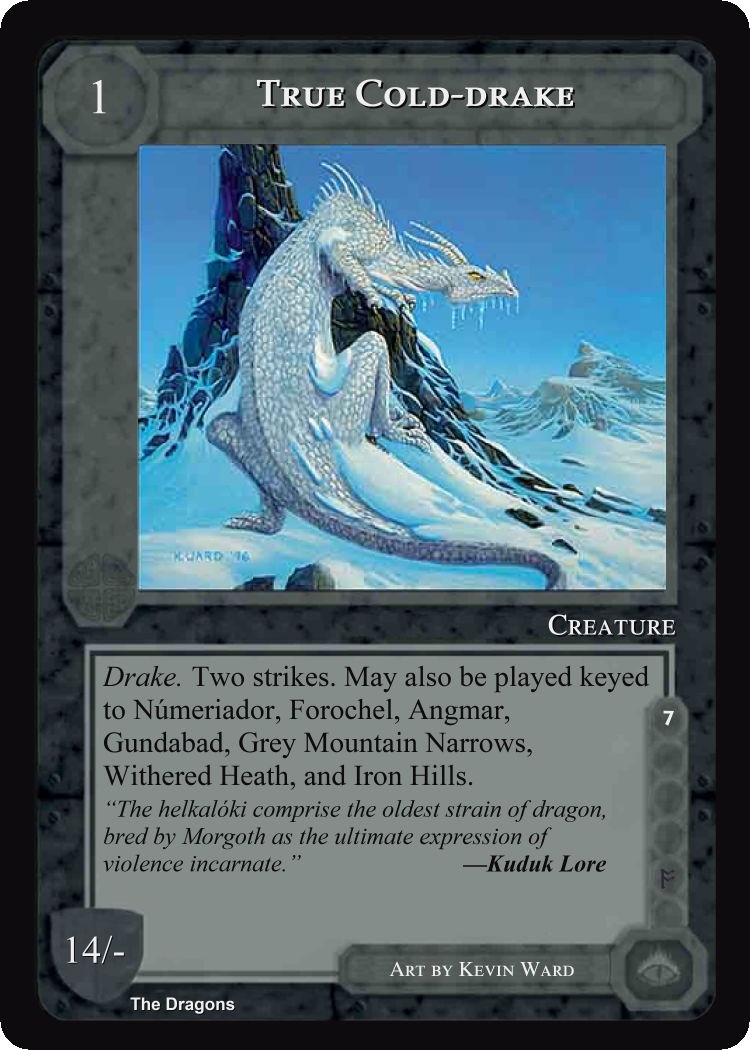 1
True Cold-drake
K.WARD '96
Creature
Drake. Two strikes. May also be played keyed
to Númeriador, Forochel, Angmar,
Gundabad, Grey Mountain Narrows,
Withered Heath, and Iron Hills.
7
“The helkalóki comprise the oldest strain of dragon,
bred by Morgoth as the ultimate expression of
violence incarnate.” —Kuduk Lore
14/-
Art by Kevin Ward
The Dragons